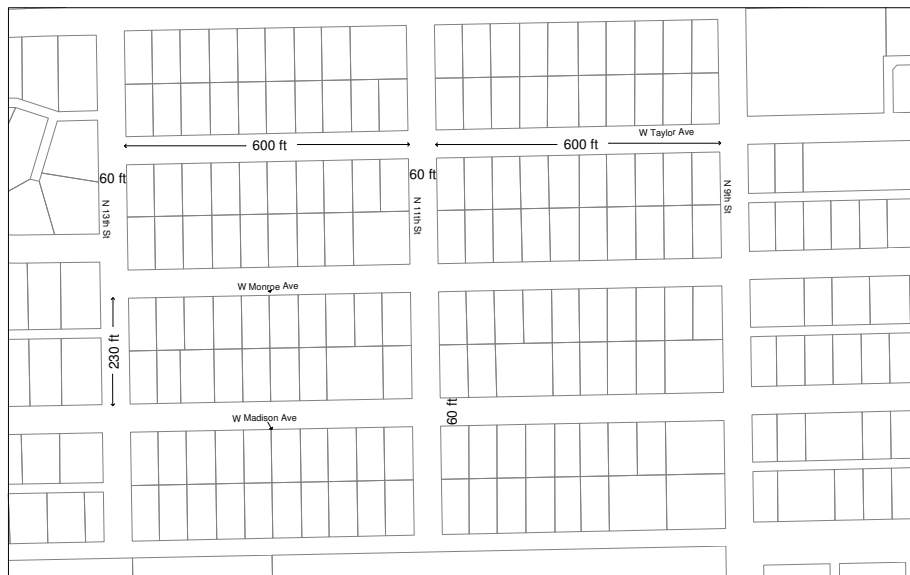 W Taylor Ave
600 ft
600 ft
60 ft
60 ft
N 13th St
N 11th St
N 9th St
W Monroe Ave
230 ft
60 ft
W Madison Ave